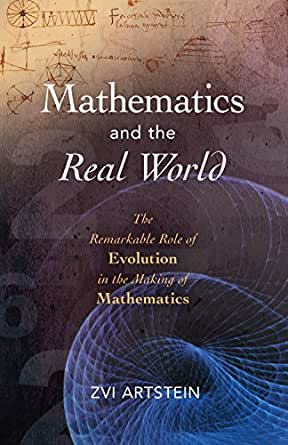 Mathematics
and the
Real World
The
Remarkable Role of
Evolution
in the Making of
Mathematics
ZVI ARTSTEIN